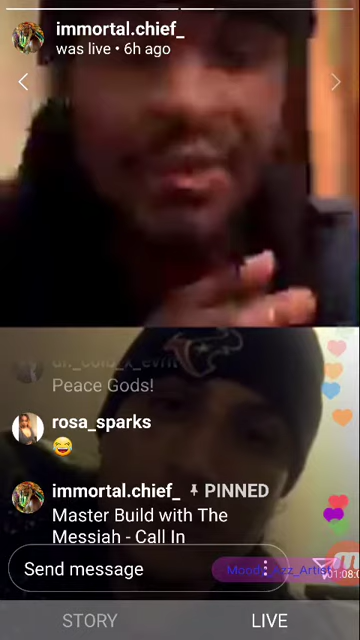 immortal.chief_
was live • 6h ago
Peace Gods!
rosa_sparks
immortal.chief_ PINNED
Master Build with The
Messiah - Call In
Send message
STORY LIVE